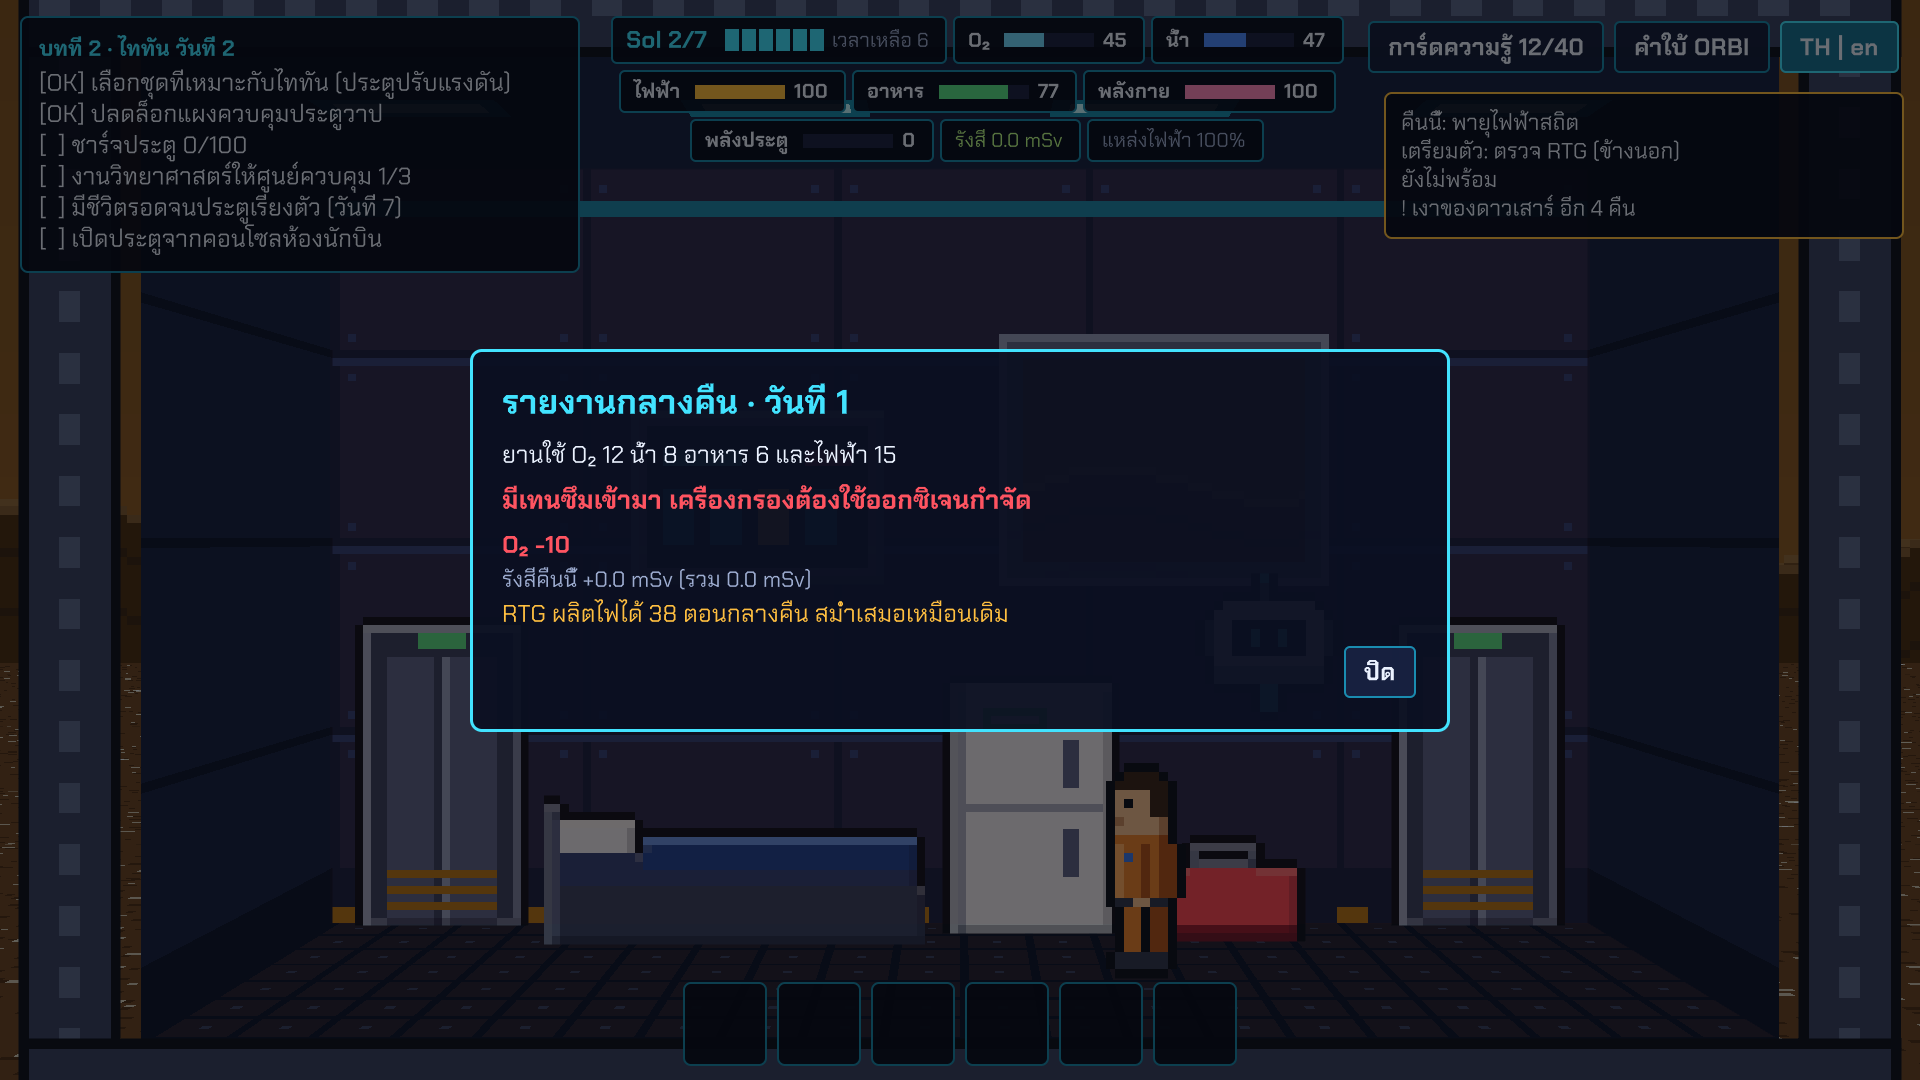 บทที่ 2 · ไททัน วันที่ 2
[OK] เลือกชุดที่เหมาะกับไททัน (ประตูปรับแรงดัน)
[OK] ปลดล็อกแผงควบคุมประตูวาป
[ ] ชาร์จประตู 0/100
[ ] งานวิทยาศาสตร์ให้ศูนย์ควบคุม 1/3
[ ] มีชีวิตรอดจนประตูเรียงตัว (วันที่ 7)
[ ] เปิดประตูจากคอนโซลห้องนักบิน
Sol 2/7 เวลาเหลือ 6
O₂ 45
น้ำ 47
ไฟฟ้า 100
อาหาร 77
พลังกาย 100
พลังประตู 0
รังสี 0.0 mSv
แหล่งไฟฟ้า 100%
การ์ดความรู้ 12/40
คำใบ้ ORBI
TH | en
คืนนี้: พายุไฟฟ้าสถิต
เตรียมตัว: ตรวจ RTG (ข้างนอก)
ยังไม่พร้อม
! เงาของดาวเสาร์ อีก 4 คืน
รายงานกลางคืน · วันที่ 1
ยานใช้ O₂ 12 น้ำ 8 อาหาร 6 และไฟฟ้า 15
มีเทนซึมเข้ามา เครื่องกรองต้องใช้ออกซิเจนกำจัด
O₂ -10
รังสีคืนนี้ +0.0 mSv (รวม 0.0 mSv)
RTG ผลิตไฟได้ 38 ตอนกลางคืน สม่ำเสมอเหมือนเดิม
ปิด